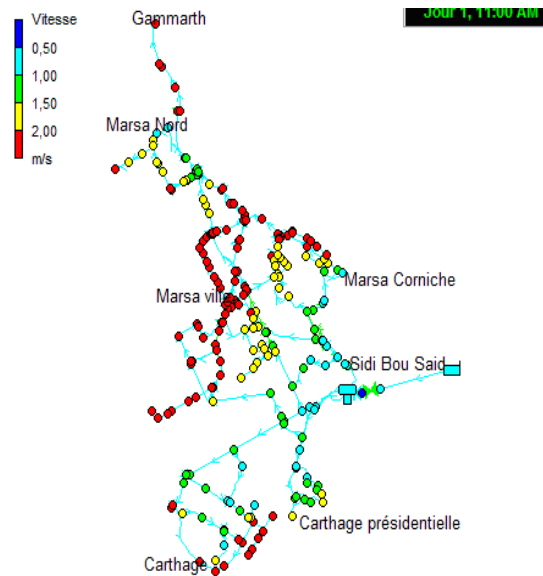 Jour 1, 11:00 AM
Vitesse
0,50
1,00
1,50
2,00
m/s
Gammarth
Marsa Nord
Marsa Corniche
Marsa ville
Sidi Bou Said
Carthage présidentielle
Carthage